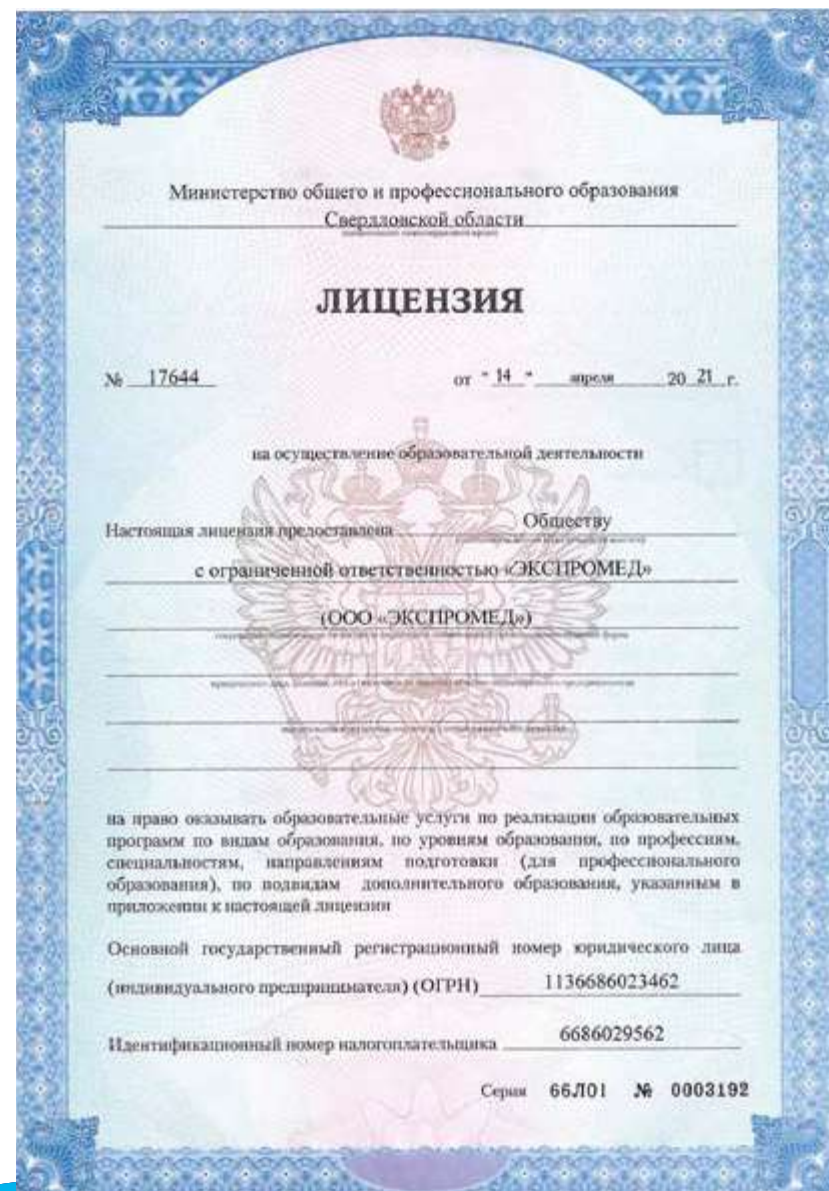 Министерство общего и профессионального образования
Свердловской области
ЛИЦЕНЗИЯ
№ 17644 от "14" апреля 2021 г.
на осуществление образовательной деятельности
Настоящая лицензия предоставлена Обществу
с ограниченной ответственностью «ЭКСПРОМЕД»
(ООО «ЭКСПРОМЕД»)
на право оказывать образовательные услуги по реализации образовательных
программ по видам образования, по уровням образования, по профессиям,
специальностям, направлениям подготовки (для профессионального
образования), по подвидам дополнительного образования, указанным в
приложении к настоящей лицензии
Основной государственный регистрационный номер юридического лица
(индивидуального предпринимателя) (ОГРН) 1136686023462
Идентификационный номер налогоплательщика 6686029562
Серия 66Л01 № 0003192